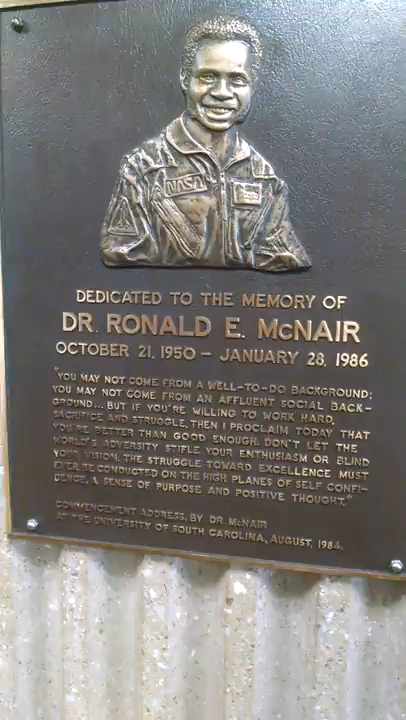 NASA
DEDICATED TO THE MEMORY OF
DR. RONALD E. McNAIR
OCTOBER 21, 1950 – JANUARY 28, 1986
"YOU MAY NOT COME FROM A WELL-TO-DO BACKGROUND;
YOU MAY NOT COME FROM AN AFFLUENT SOCIAL BACK-
GROUND... BUT IF YOU'RE WILLING TO WORK HARD,
SACRIFICE AND STRUGGLE, THEN I PROCLAIM TODAY THAT
YOU'RE BETTER THAN GOOD ENOUGH. DON'T LET THE
WORLD'S ADVERSITY STIFLE YOUR ENTHUSIASM OR BLIND
YOUR VISION. THE STRUGGLE TOWARD EXCELLENCE MUST
EVER BE CONDUCTED ON THE HIGH PLANES OF SELF CONFI-
DENCE, A SENSE OF PURPOSE AND POSITIVE THOUGHT."
COMMENCEMENT ADDRESS, BY DR. McNAIR
AT THE UNIVERSITY OF SOUTH CAROLINA, AUGUST, 1984.